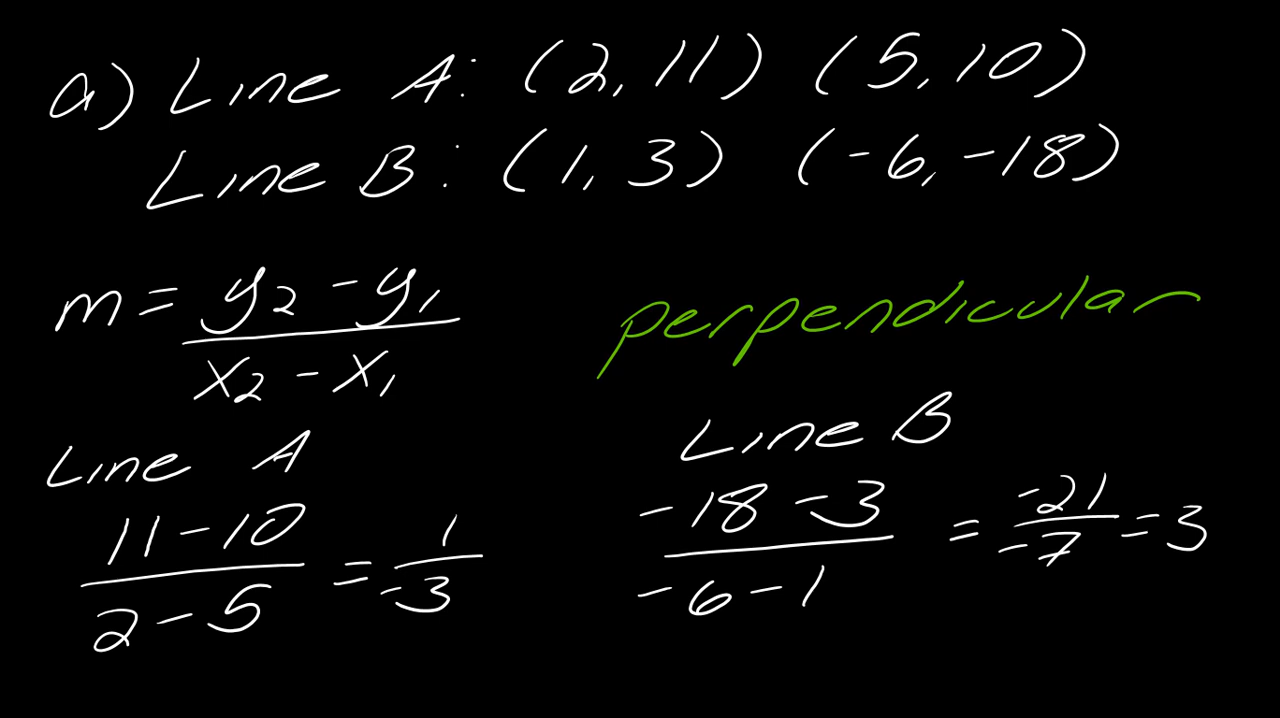 a) Line A: (2, 11) (5, 10)
Line B: (1, 3) (-6, -18)
m = y₂ - y₁ / x₂ - x₁
perpendicular
Line A
11 - 10 / 2 - 5 = 1 / -3
Line B
-18 - 3 / -6 - 1 = -21 / -7 = 3